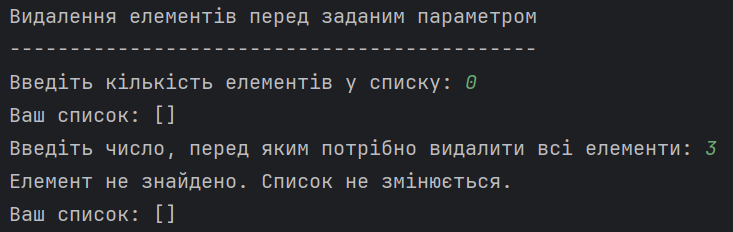 Видалення елементів перед заданим параметром
--------------------------------------------
Введіть кількість елементів у списку: 0
Ваш список: []
Введіть число, перед яким потрібно видалити всі елементи: 3
Елемент не знайдено. Список не змінюється.
Ваш список: []